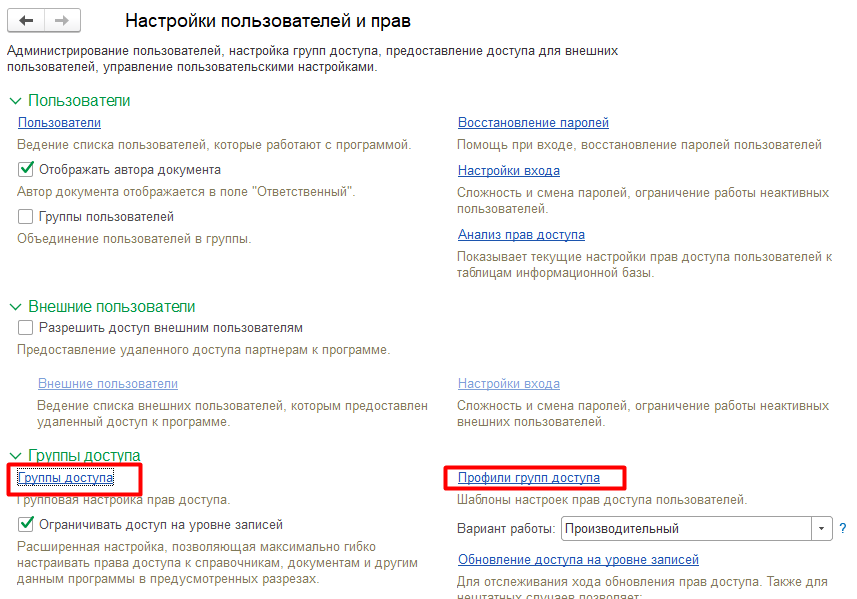 Настройки пользователей и прав
Администрирование пользователей, настройка групп доступа, предоставление доступа для внешних
пользователей, управление пользовательскими настройками.
Пользователи
Пользователи
Ведение списка пользователей, которые работают с программой.
Отображать автора документа
Автор документа отображается в поле "Ответственный".
Группы пользователей
Объединение пользователей в группы.
Восстановление паролей
Помощь при входе, восстановление паролей пользователей
Настройки входа
Сложность и смена паролей, ограничение работы неактивных
пользователей.
Анализ прав доступа
Показывает текущие настройки прав доступа пользователей к
таблицам информационной базы.
Внешние пользователи
Разрешить доступ внешним пользователям
Предоставление удаленного доступа партнерам к программе.
Внешние пользователи
Ведение списка внешних пользователей, которым предоставлен
удаленный доступ к программе.
Настройки входа
Сложность и смена паролей, ограничение работы неактивных
внешних пользователей.
Группы доступа
Группы доступа
Групповая настройка прав доступа.
Ограничивать доступ на уровне записей
Расширенная настройка, позволяющая максимально гибко
настраивать права доступа к справочникам, документам и другим
данным программы в предусмотренных разрезах.
Профили групп доступа
Шаблоны настроек прав доступа пользователей.
Вариант работы: Производительный ?
Обновление доступа на уровне записей
Для отслеживания хода обновления прав доступа. Также для
нештатных случаев позволяет: